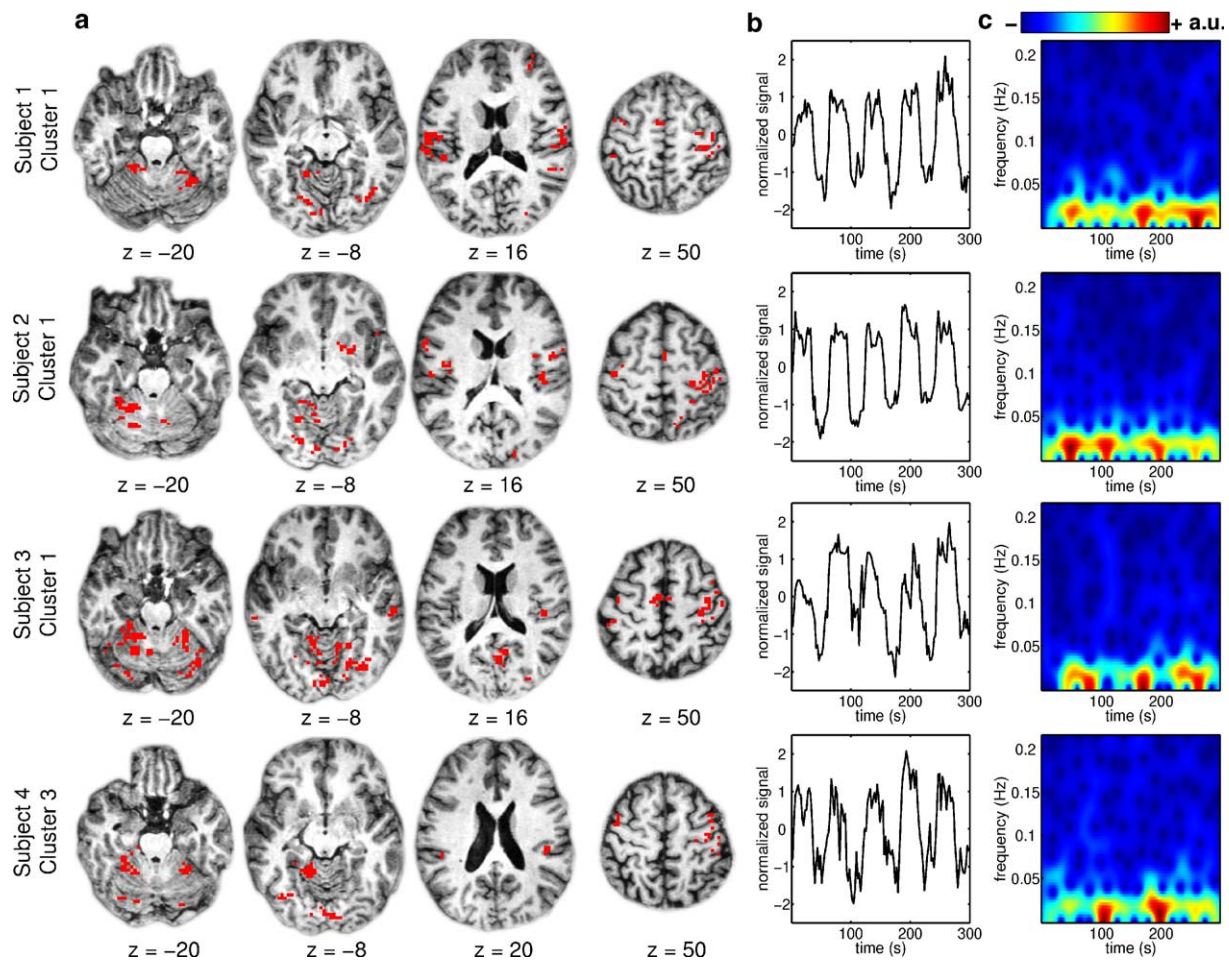 a
b
c
− + a.u.
Subject 1
Cluster 1
z = −20
z = −8
z = 16
z = 50
normalized signal
2
1
0
−1
−2
100 200 300
time (s)
frequency (Hz)
0.2
0.15
0.1
0.05
100 200
time (s)
Subject 2
Cluster 1
z = −20
z = −8
z = 16
z = 50
normalized signal
2
1
0
−1
−2
100 200 300
time (s)
frequency (Hz)
0.2
0.15
0.1
0.05
100 200
time (s)
Subject 3
Cluster 1
z = −20
z = −8
z = 16
z = 50
normalized signal
2
1
0
−1
−2
100 200 300
time (s)
frequency (Hz)
0.2
0.15
0.1
0.05
100 200
time (s)
Subject 4
Cluster 3
z = −20
z = −8
z = 20
z = 50
normalized signal
2
1
0
−1
−2
100 200 300
time (s)
frequency (Hz)
0.2
0.15
0.1
0.05
100 200
time (s)